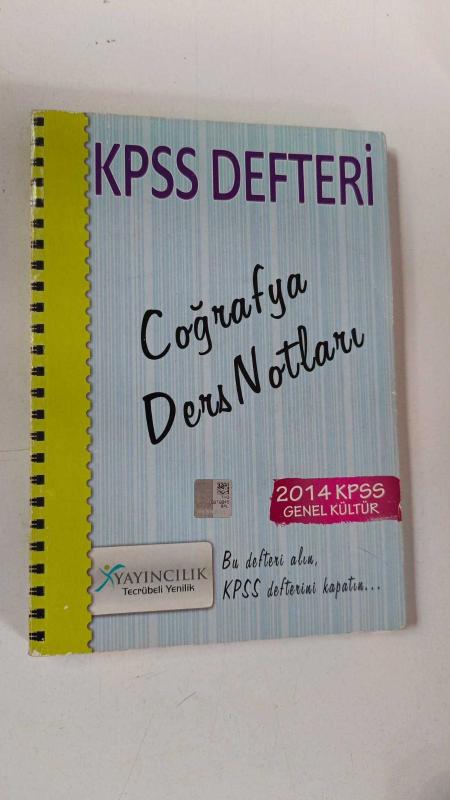 KPSS DEFTERİ
Coğrafya
Ders Notları
2014 KPSS
GENEL KÜLTÜR
YAYINCILIK
Tecrübeli Yenilik
Bu defteri alın,
KPSS defterini kapatın...